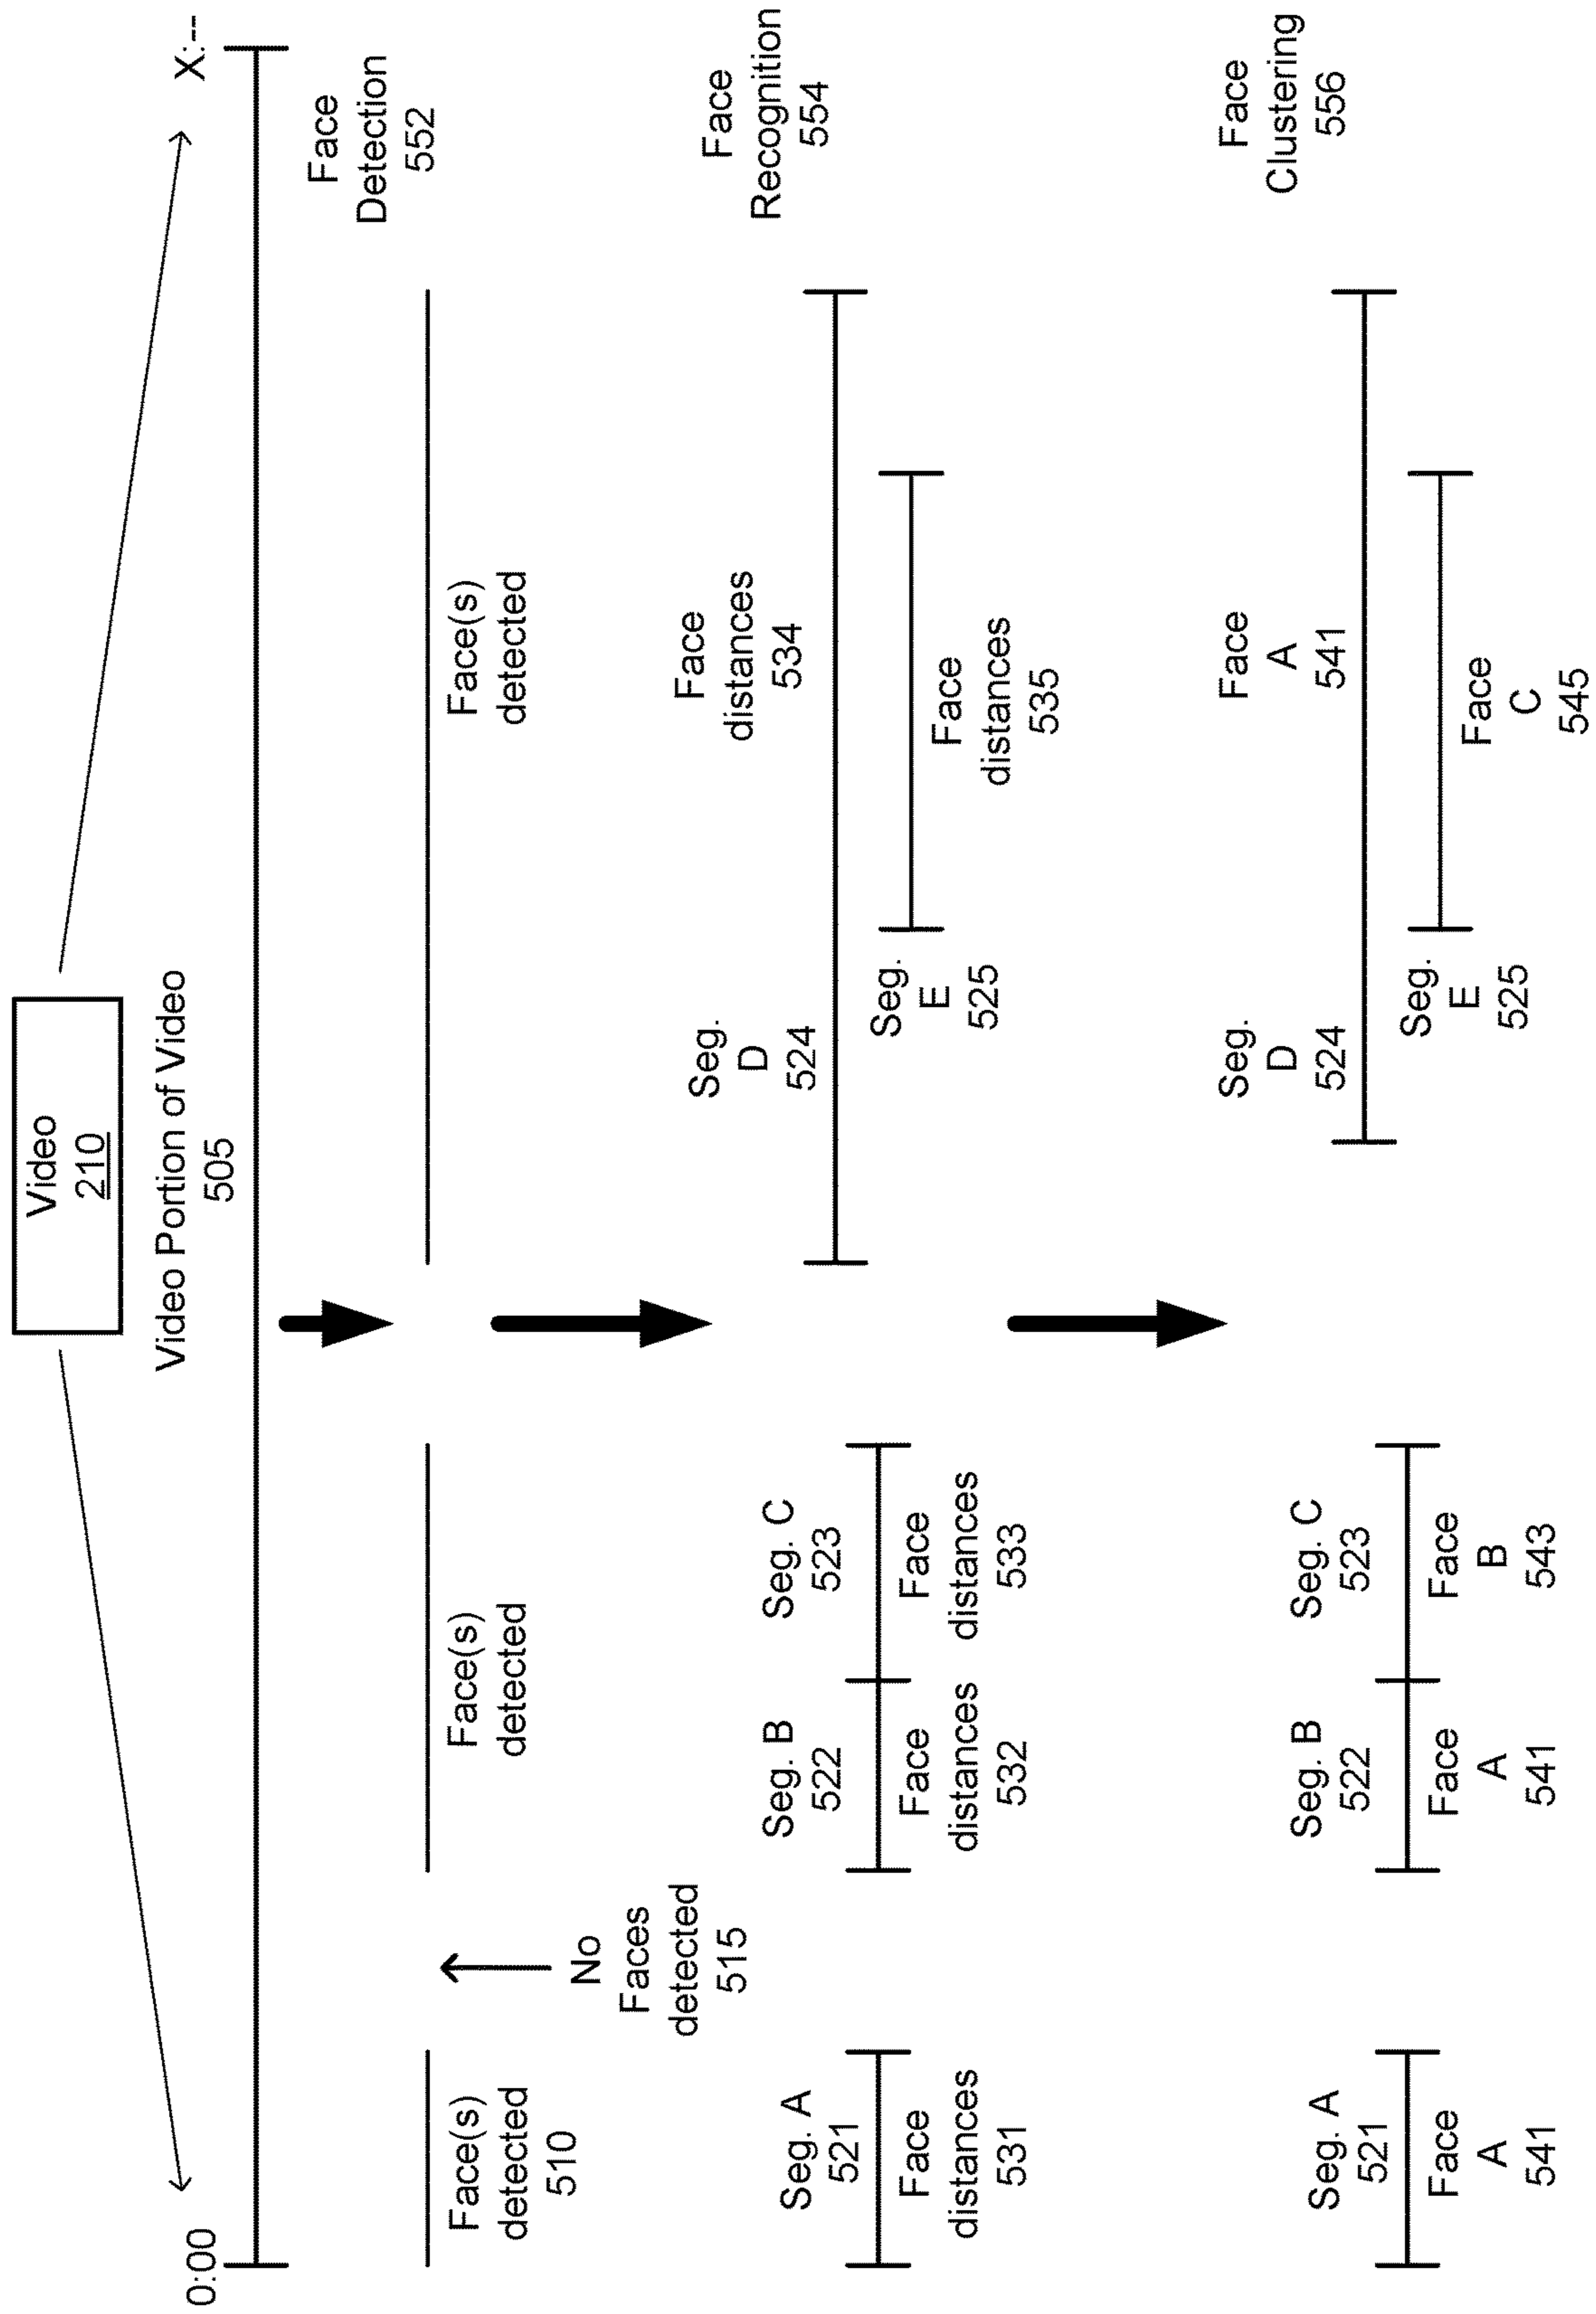 Video
210
0:00
Video Portion of Video
505
X:--
Face(s)
detected
510
No
Faces
detected
515
Face(s)
detected
Face(s)
detected
Face
Detection
552
Seg. A
521
Face
distances
531
Seg. B
522
Face
distances
532
Seg. C
523
Face
distances
533
Seg.
D
524
Face
distances
534
Seg.
E
525
Face
distances
535
Face
Recognition
554
Seg. A
521
Face
A
541
Seg. B
522
Face
A
541
Seg. C
523
Face
B
543
Seg.
D
524
Face
A
541
Seg.
E
525
Face
C
545
Face
Clustering
556